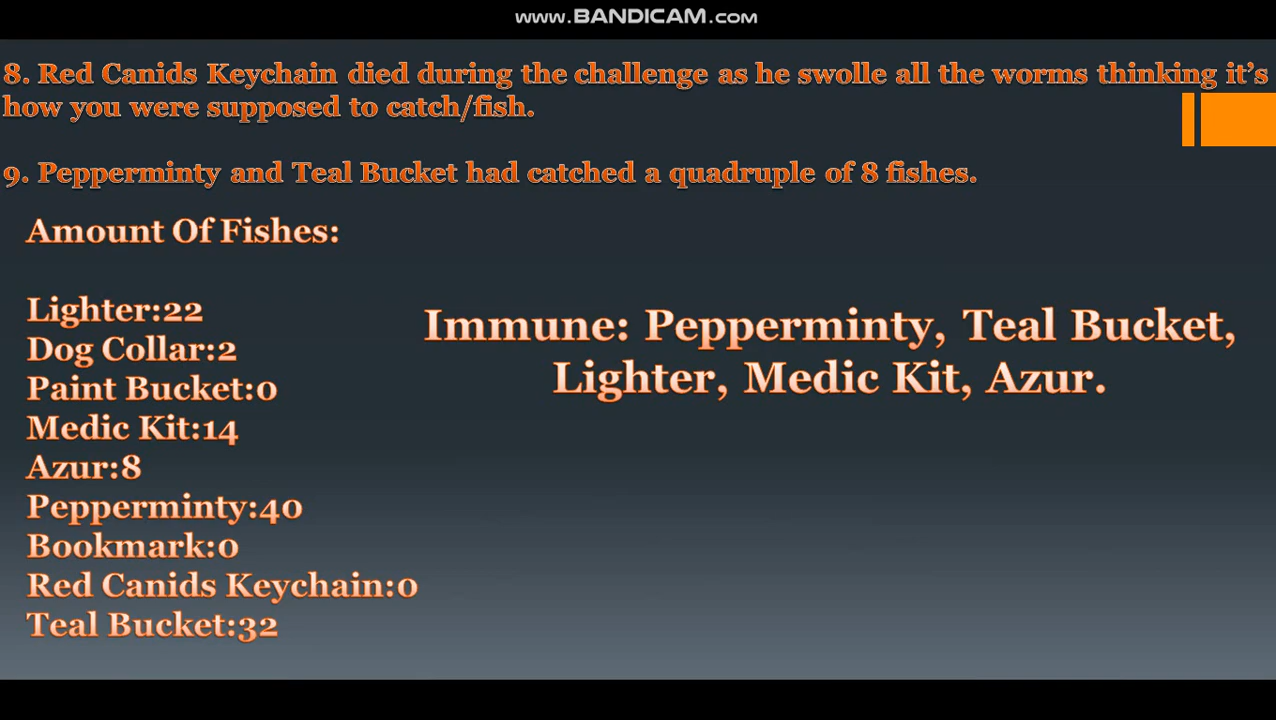 www.BANDICAM.com
8. Red Canids Keychain died during the challenge as he swolle all the worms thinking it’s
how you were supposed to catch/fish.
9. Pepperminty and Teal Bucket had catched a quadruple of 8 fishes.
Amount Of Fishes:
Lighter:22
Dog Collar:2
Paint Bucket:0
Medic Kit:14
Azur:8
Pepperminty:40
Bookmark:0
Red Canids Keychain:0
Teal Bucket:32
Immune: Pepperminty, Teal Bucket,
Lighter, Medic Kit, Azur.